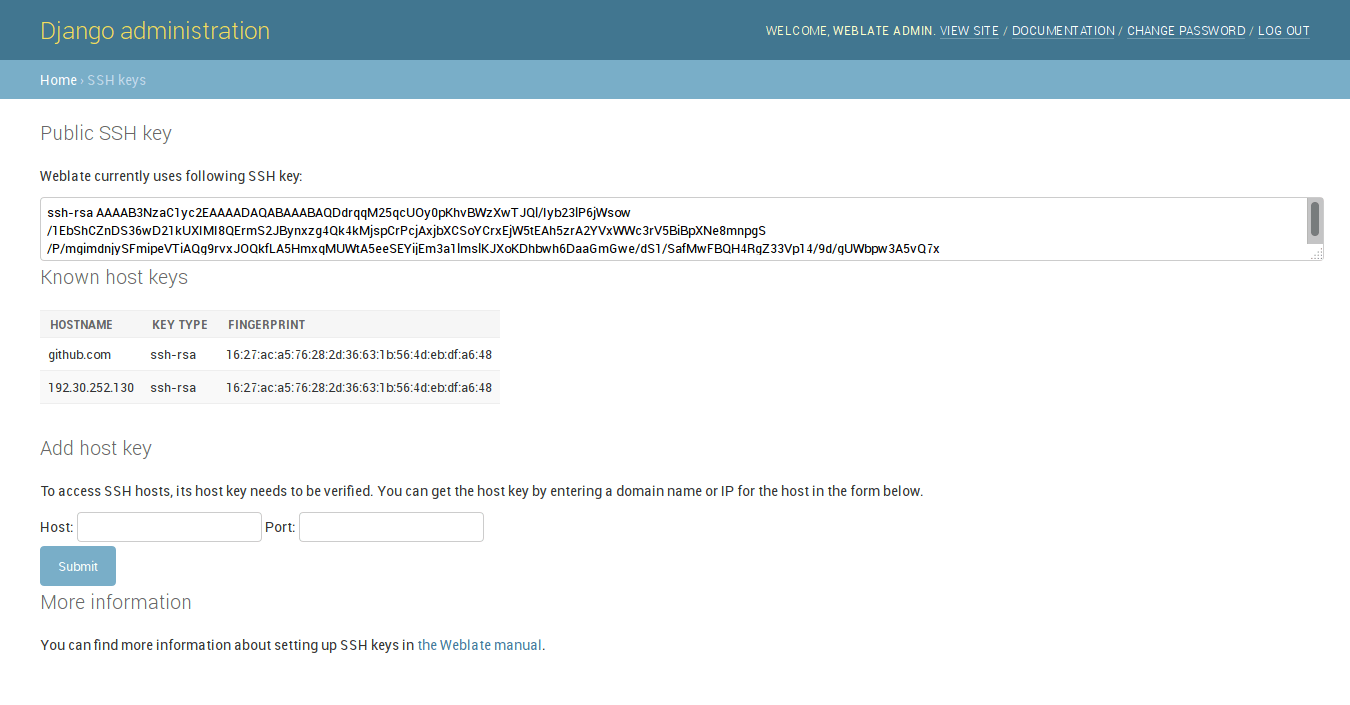 Django administration
WELCOME, WEBLATE ADMIN. VIEW SITE / DOCUMENTATION / CHANGE PASSWORD / LOG OUT
Home › SSH keys
Public SSH key
Weblate currently uses following SSH key:
ssh-rsa AAAAB3NzaC1yc2EAAAADAQABAAABAQDdrqqM25qcUOy0pKhvBWzXwTJQl/Iyb23lP6jWsow
/1EbShCZnDS36wD21kUXIMI8QErmS2JBynxzg4Qk4kMjspCrPcjAxjbXCSoYCrxEjW5tEAh5zrA2YVxWWc3rV5BiBpXNe8mnpgS
/P/mgimdnjySFmipeVTiAQg9rvxJOQkfLA5HmxqMUWtA5eeSEYijEm3a1lmslKJXoKDhbwh6DaaGmGwe/dS1/SafMwFBQH4RgZ33Vp14/9d/gUWbpw3A5vQ7x
Known host keys
HOSTNAME KEY TYPE FINGERPRINT
github.com ssh-rsa 16:27:ac:a5:76:28:2d:36:63:1b:56:4d:eb:df:a6:48
192.30.252.130 ssh-rsa 16:27:ac:a5:76:28:2d:36:63:1b:56:4d:eb:df:a6:48
Add host key
To access SSH hosts, its host key needs to be verified. You can get the host key by entering a domain name or IP for the host in the form below.
Host: Port:
Submit
More information
You can find more information about setting up SSH keys in the Weblate manual.